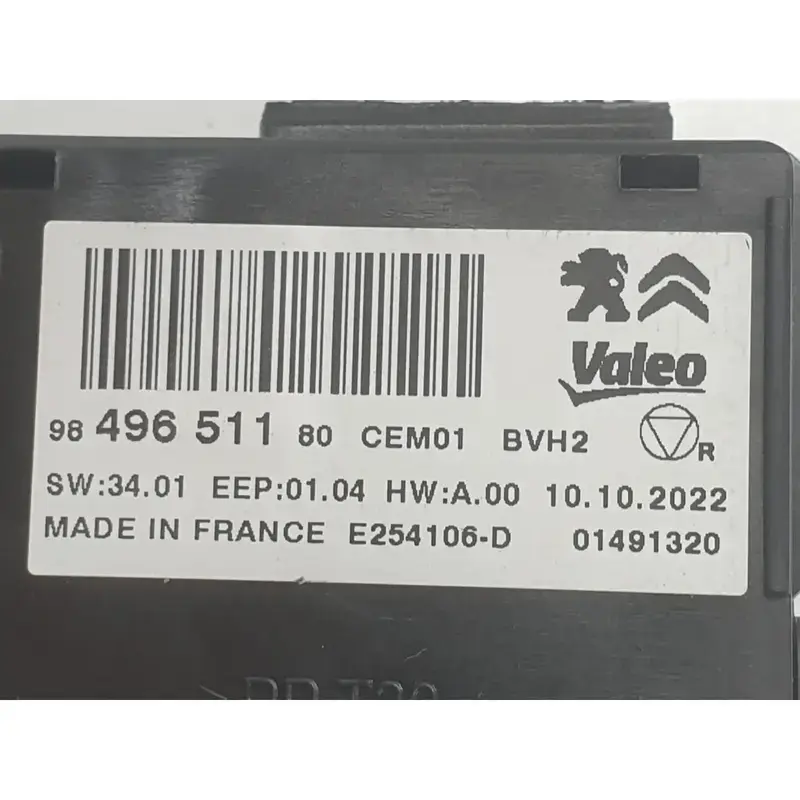 Valeo
98 496 511 80 CEM01 BVH2
R
SW:34.01 EEP:01.04 HW:A.00 10.10.2022
MADE IN FRANCE E254106-D 01491320